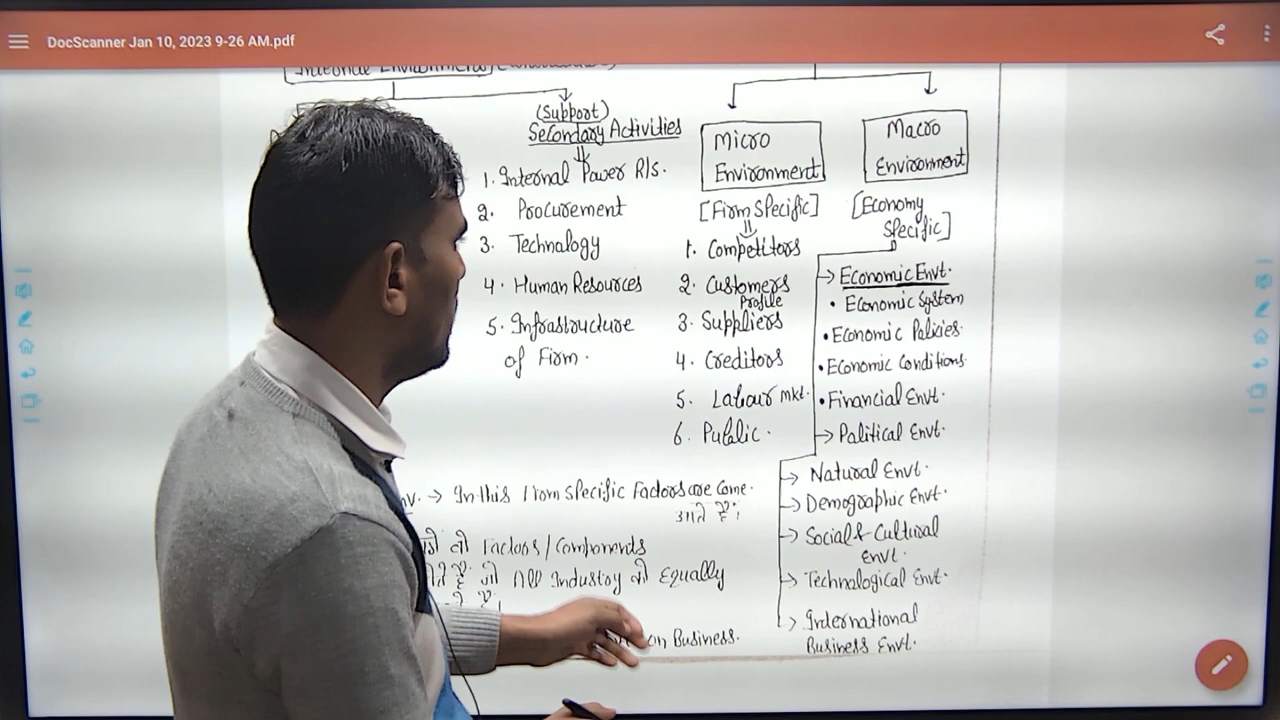 DocScanner Jan 10, 2023 9-26 AM.pdf
(Support)
Secondary Activities
1. Internal Power R/s.
2. Procurement
3. Technology
4. Human Resources
5. Infrastructure
of Firm.
Micro
Environment
[Firm Specific]
1. Competitors
2. Customers
Profile
3. Suppliers
4. Creditors
5. Labour mkt.
6. Public.
Macro
Environment
[Economy
Specific]
→ Economic Envt.
• Economic System
• Economic Policies.
• Economic Conditions.
• Financial Envt.
→ Political Envt.
→ Natural Envt.
→ Demographic Envt.
→ Social & Cultural
Envt.
→ Technological Envt.
→ International
Business Envt.
→ In this Firm Specific Factors are Come.
आते हैं।
Factors/Components
All Industry को Equally
on Business.